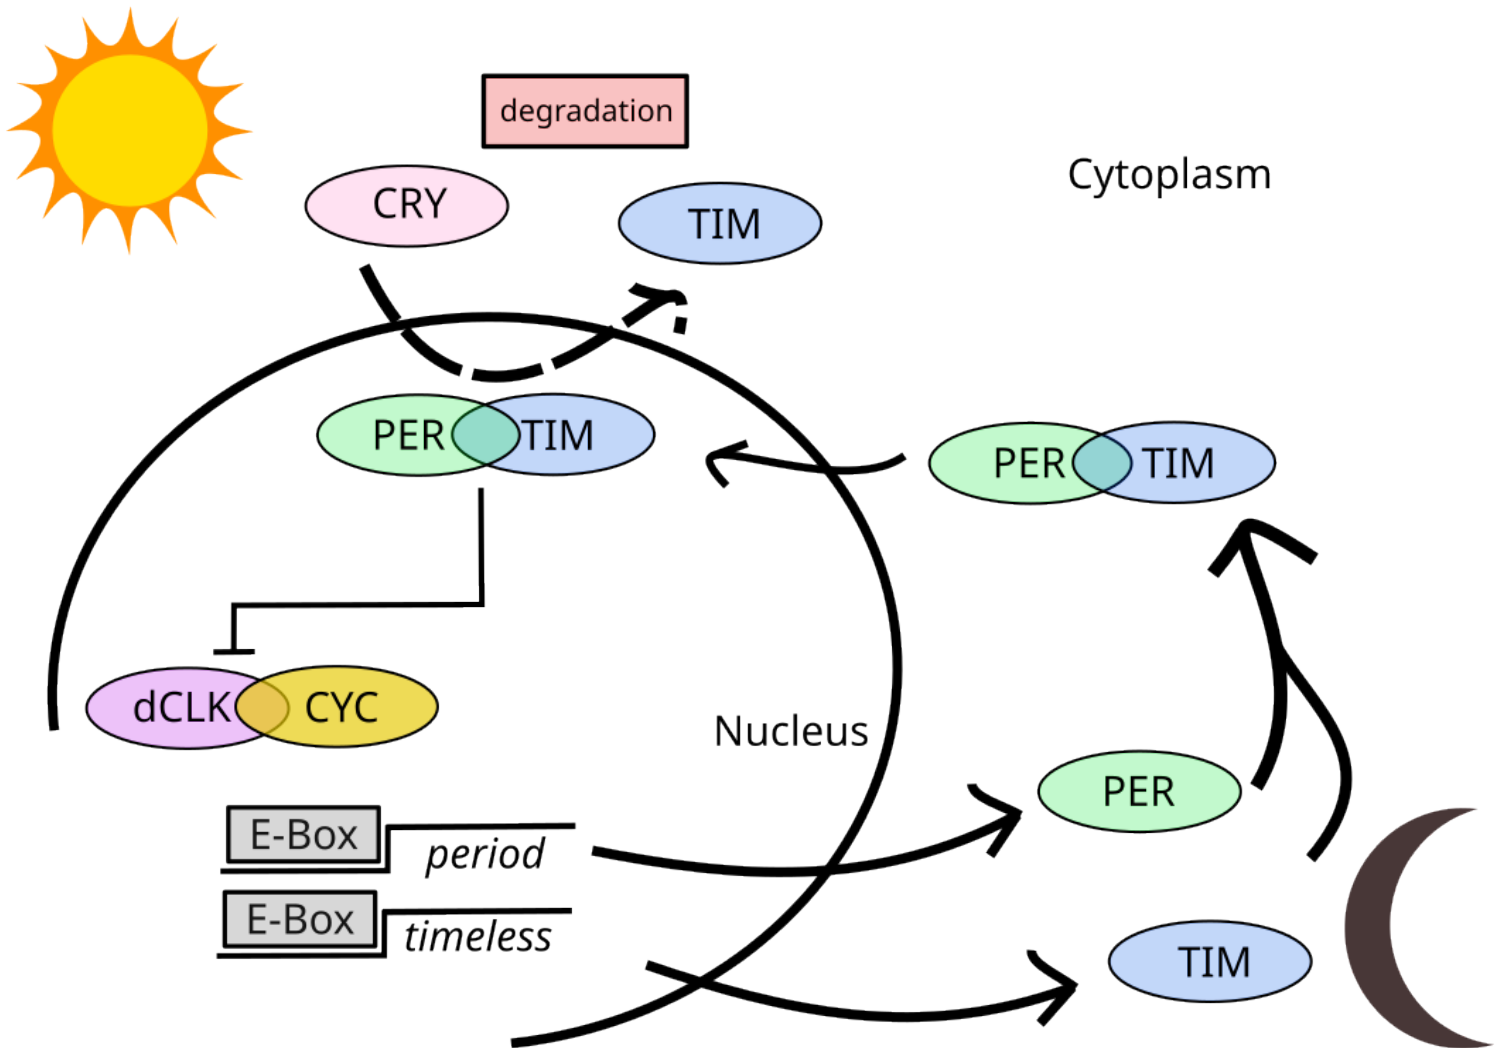 degradation
Cytoplasm
CRY
TIM
PER
TIM
PER
TIM
dCLK
CYC
Nucleus
PER
E-Box
period
E-Box
timeless
TIM